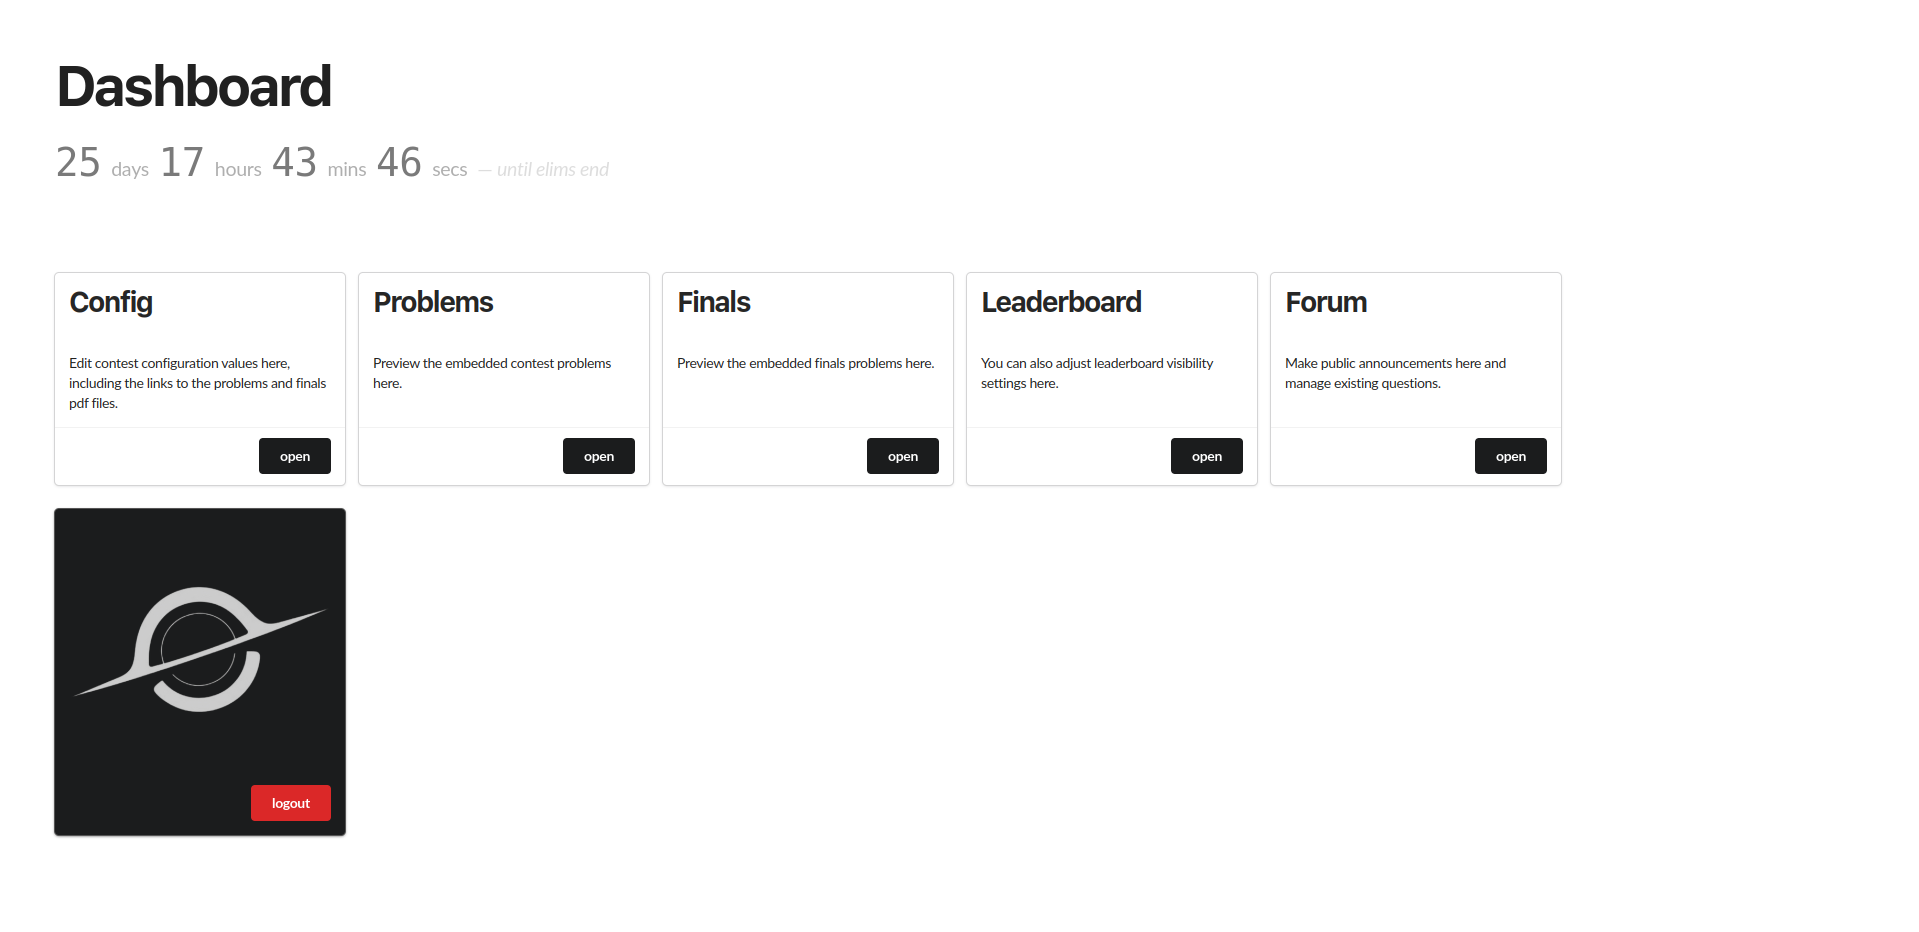 Dashboard
25 days 17 hours 43 mins 46 secs — until elims end
Config
Edit contest configuration values here,
including the links to the problems and finals
pdf files.
open
Problems
Preview the embedded contest problems
here.
open
Finals
Preview the embedded finals problems here.
open
Leaderboard
You can also adjust leaderboard visibility
settings here.
open
Forum
Make public announcements here and
manage existing questions.
open
logout